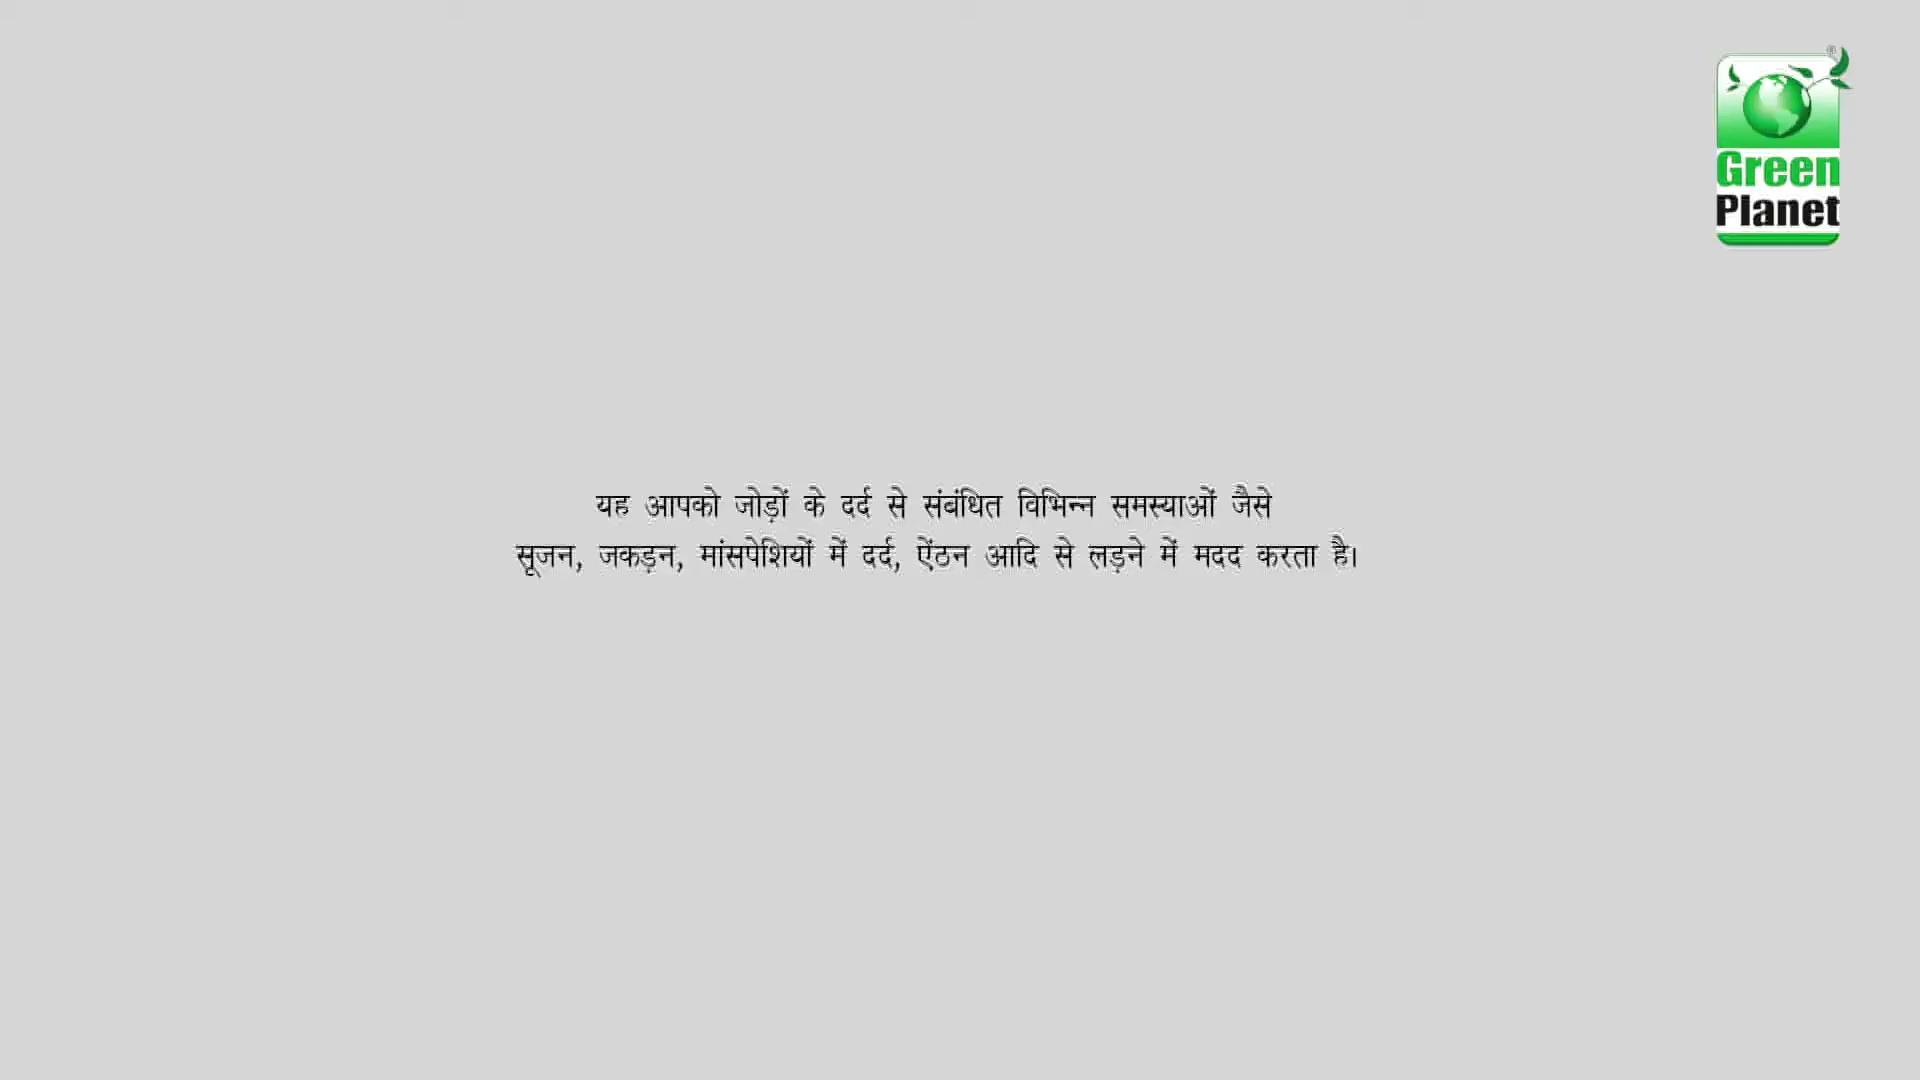 Green
Planet
यह आपको जोड़ों के दर्द से संबंधित विभिन्न समस्याओं जैसे
सूजन, जकड़न, मांसपेशियों में दर्द, ऐंठन आदि से लड़ने में मदद करता है।